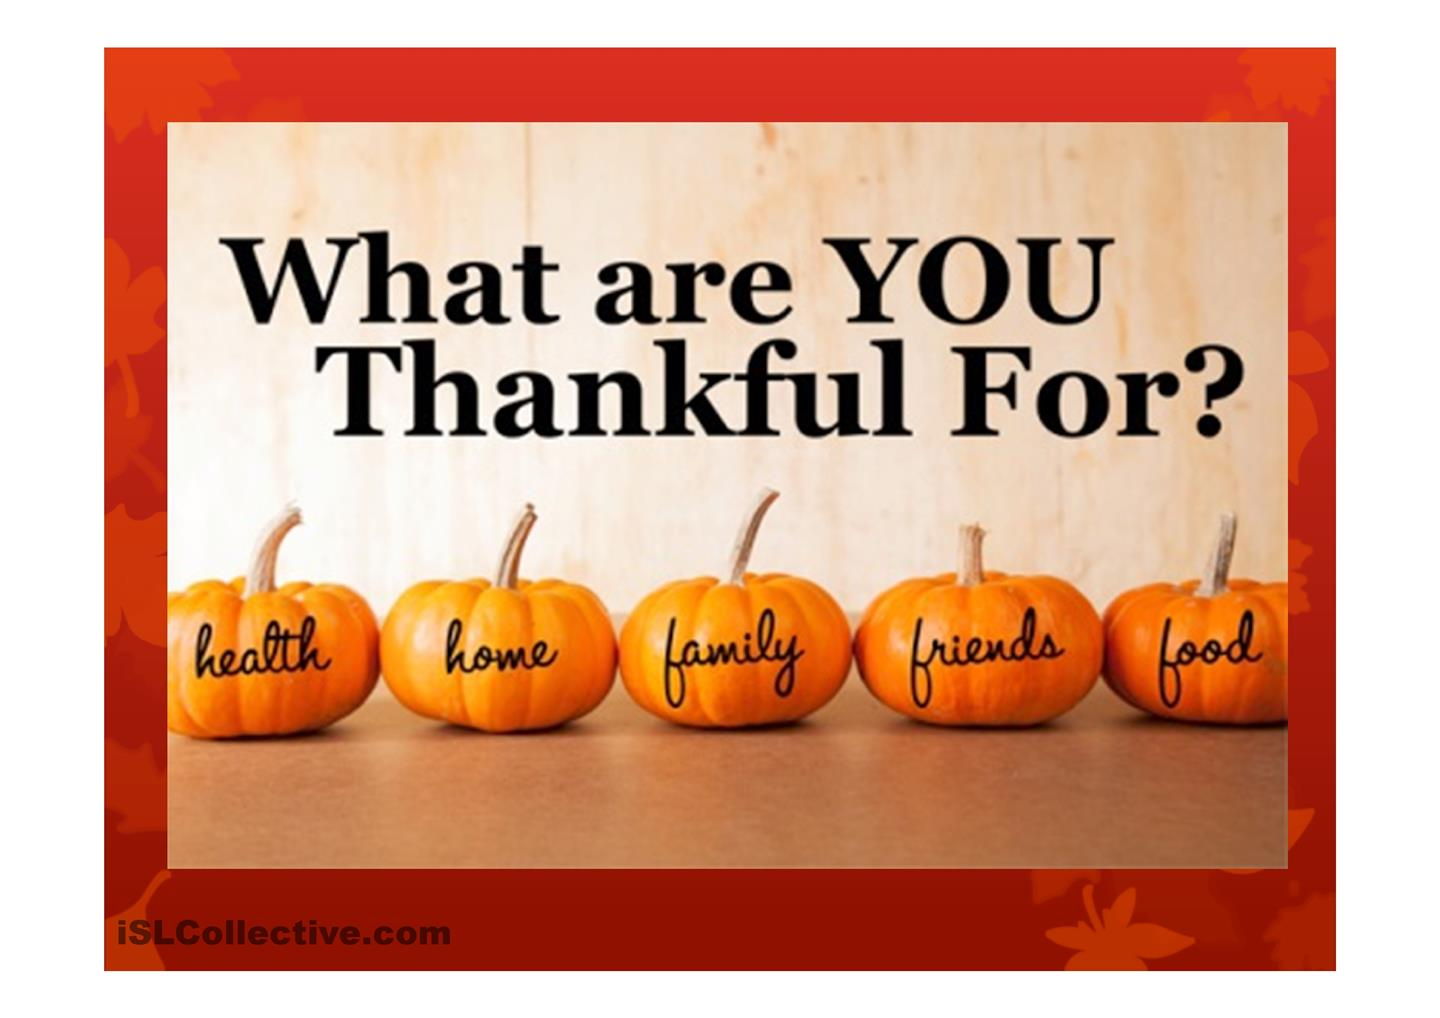 What are YOU
Thankful For?
health home family friends food
iSLCollective.com